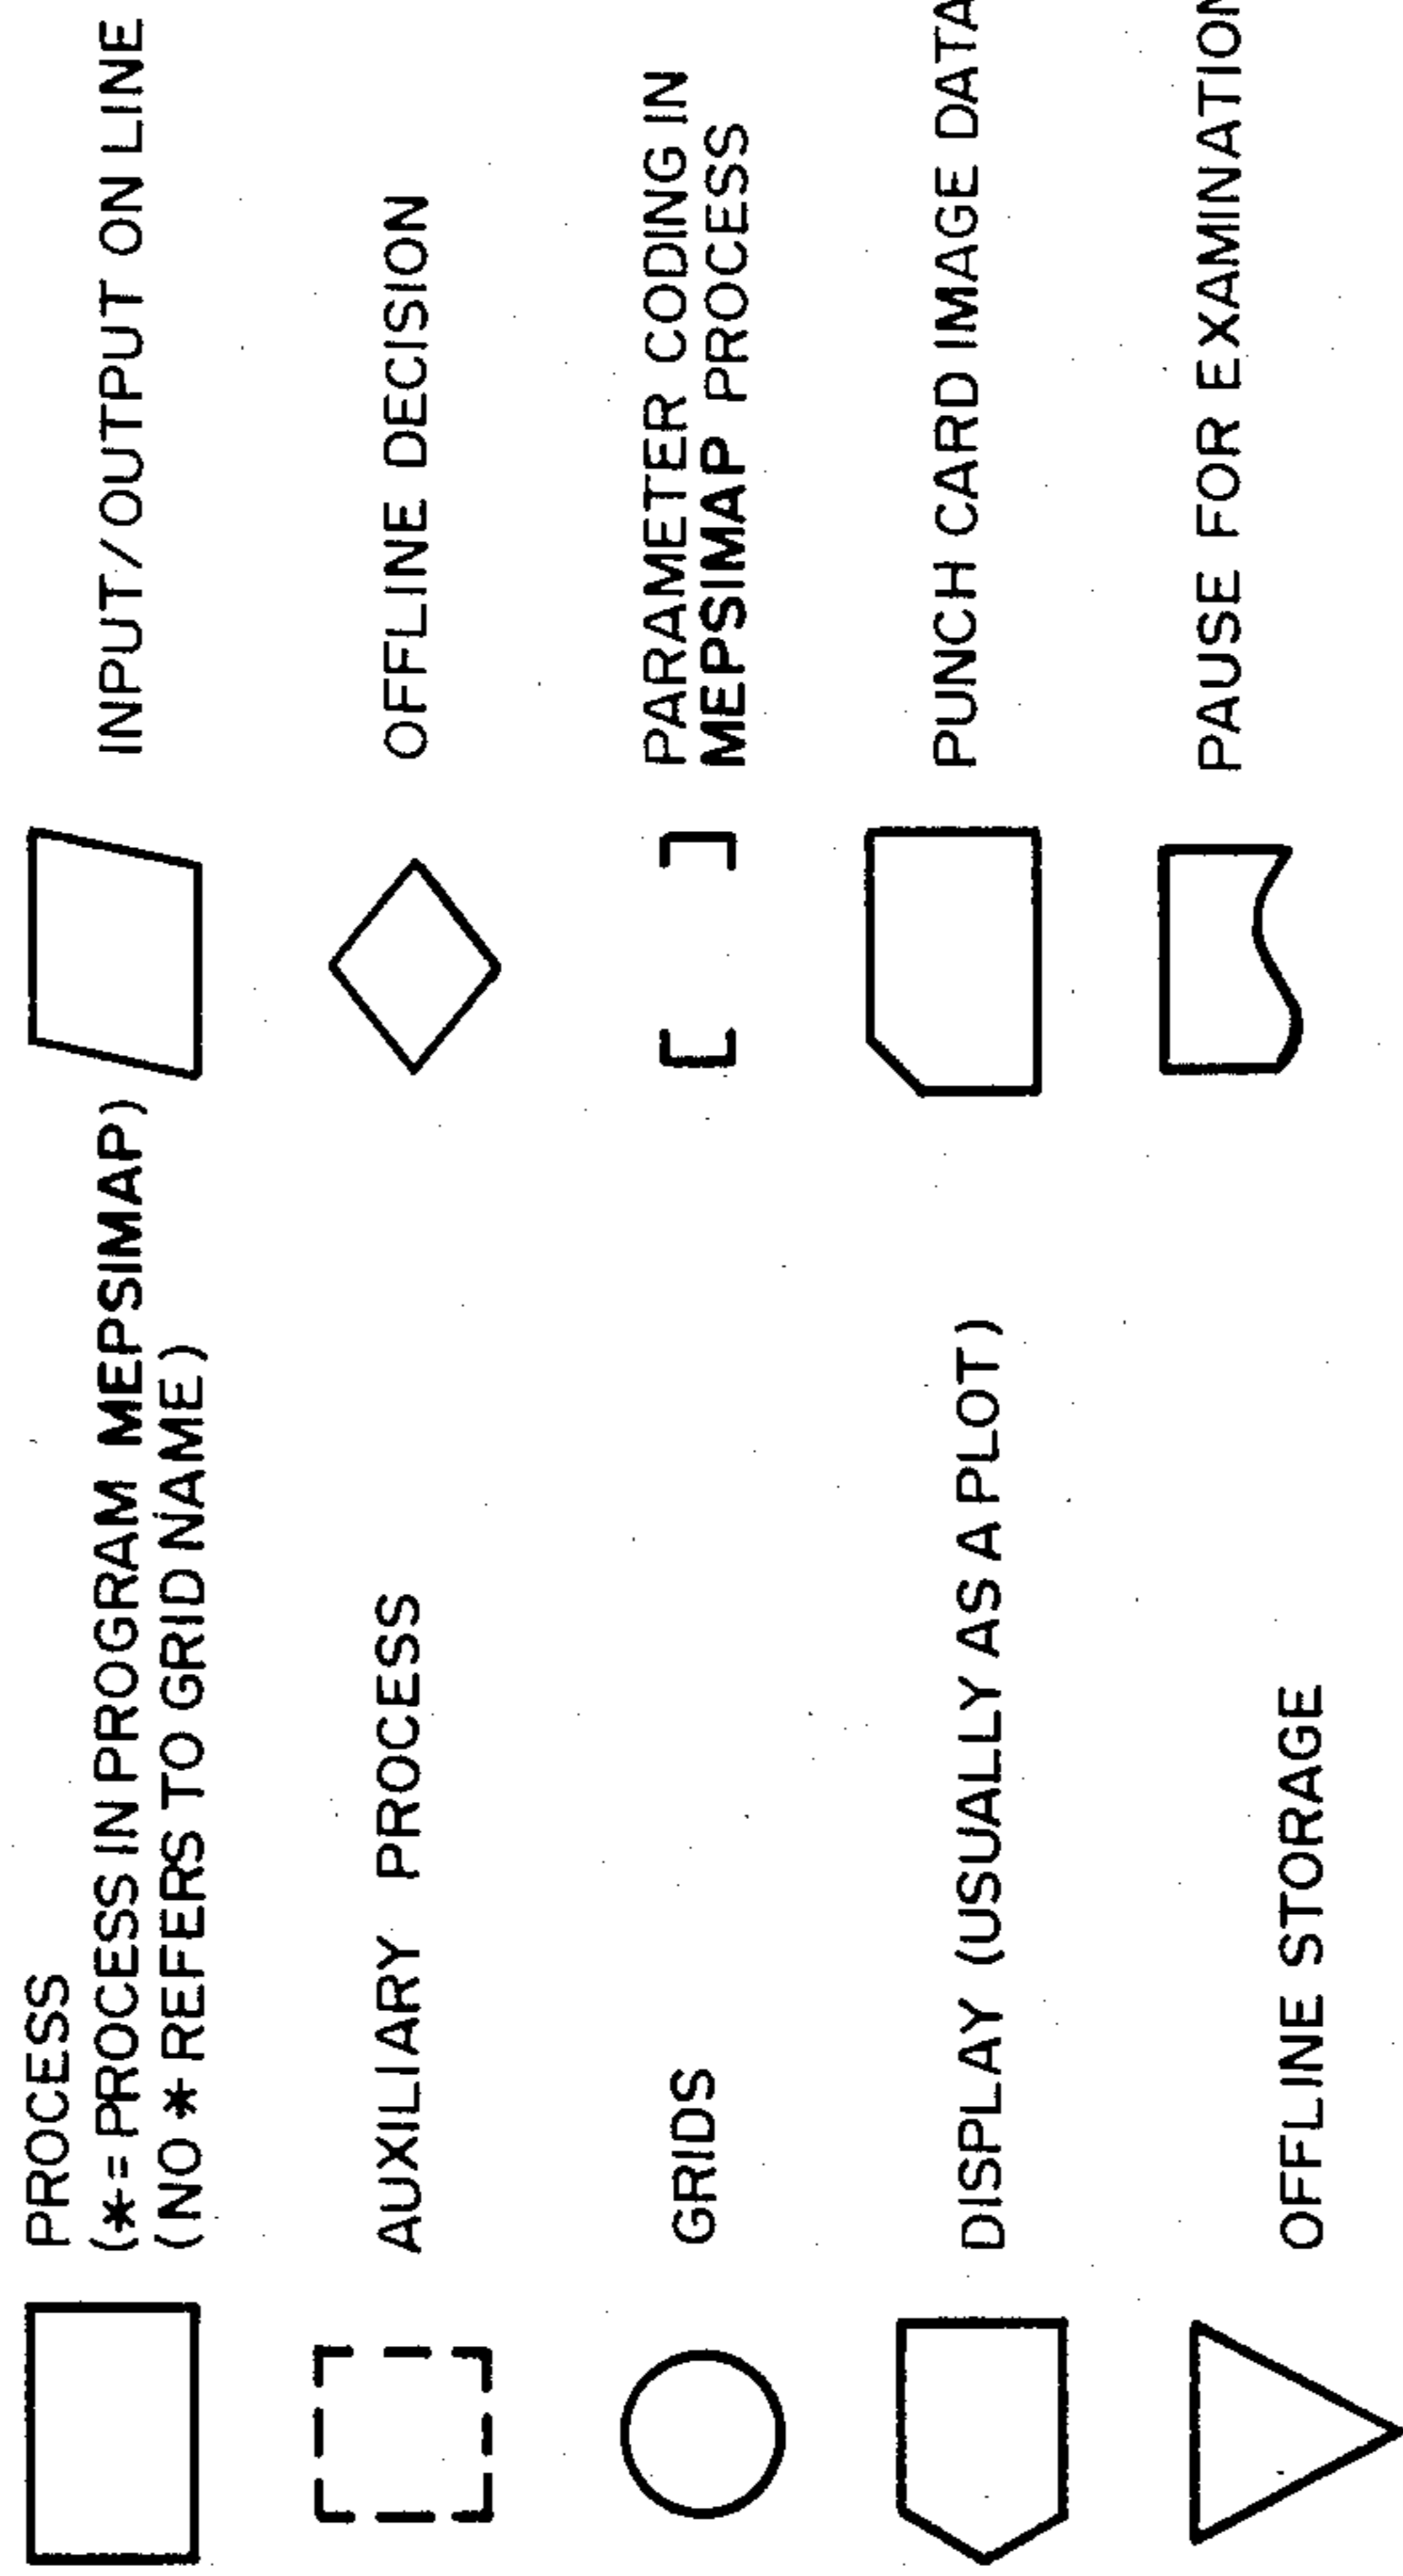 PROCESS
(*= PROCESS IN PROGRAM MEPSIMAP)
(NO * REFERS TO GRID NAME)
AUXILIARY PROCESS
GRIDS
DISPLAY (USUALLY AS A PLOT)
OFFLINE STORAGE
INPUT/OUTPUT ON LINE
OFFLINE DECISION
PARAMETER CODING IN
MEPSIMAP PROCESS
PUNCH CARD IMAGE DATA
PAUSE FOR EXAMINATION